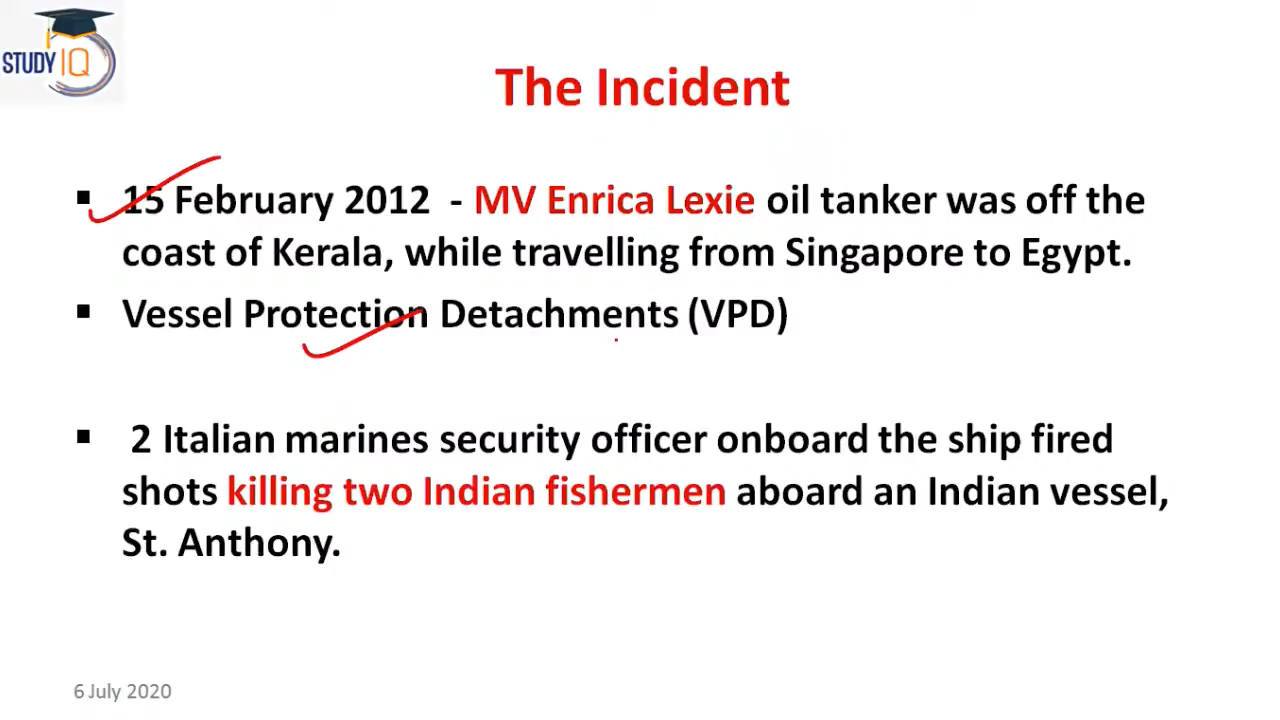 STUDY IQ
The Incident
▪ 15 February 2012 - MV Enrica Lexie oil tanker was off the
coast of Kerala, while travelling from Singapore to Egypt.
▪ Vessel Protection Detachments (VPD)
▪ 2 Italian marines security officer onboard the ship fired
shots killing two Indian fishermen aboard an Indian vessel,
St. Anthony.
6 July 2020